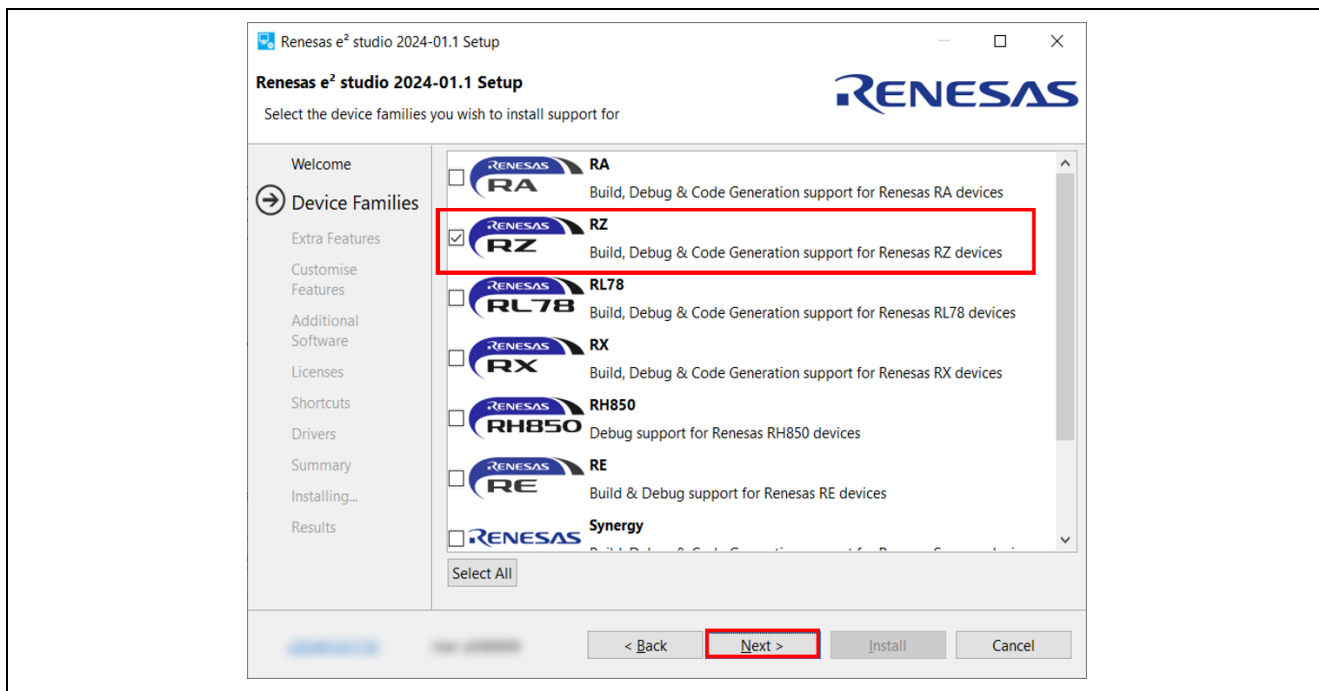 Renesas e² studio 2024-01.1 Setup
Renesas e² studio 2024-01.1 Setup
Select the device families you wish to install support for
RENESAS
Welcome
Device Families
Extra Features
Customise
Features
Additional
Software
Licenses
Shortcuts
Drivers
Summary
Installing...
Results
RENESAS
RA
RA
Build, Debug & Code Generation support for Renesas RA devices
RENESAS
RZ
RZ
Build, Debug & Code Generation support for Renesas RZ devices
RENESAS
RL78
RL78
Build, Debug & Code Generation support for Renesas RL78 devices
RENESAS
RX
RX
Build, Debug & Code Generation support for Renesas RX devices
RENESAS
RH850
RH850
Debug support for Renesas RH850 devices
RENESAS
RE
RE
Build & Debug support for Renesas RE devices
RENESAS
Synergy
Select All
< Back
Next >
Install
Cancel